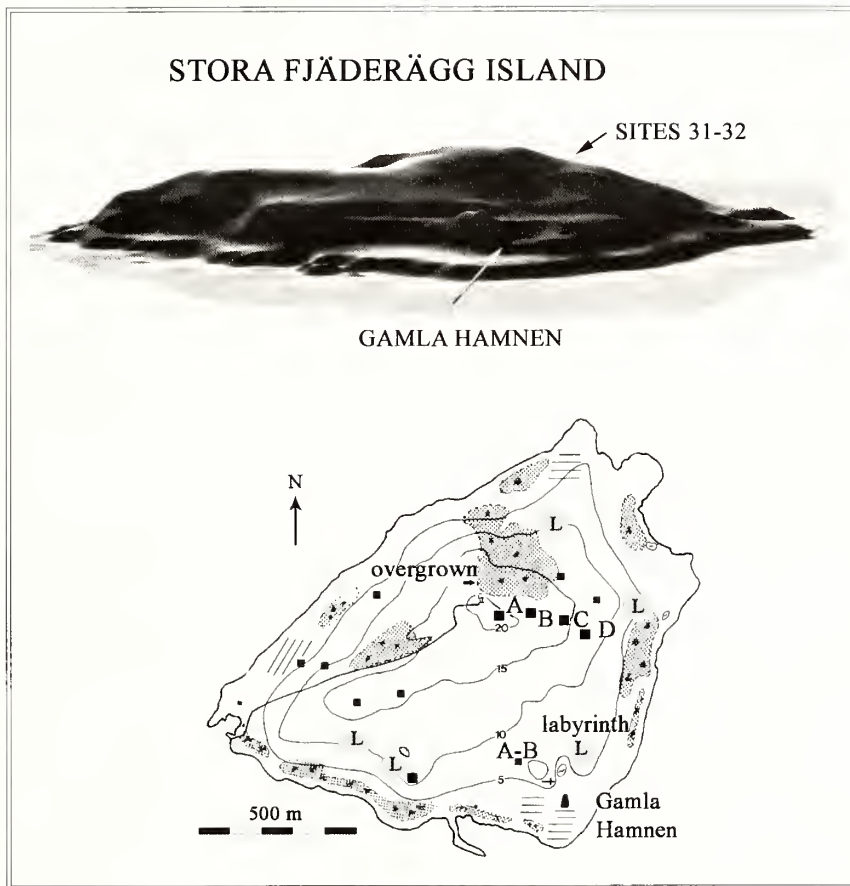 STORA FJÄDERÄGG ISLAND
SITES 31-32
GAMLA HAMNEN
N
L
overgrown
L
A
B
C
D
20
15
10
labyrinth
L
L
A-B
L
5
500 m
Gamla
Hamnen